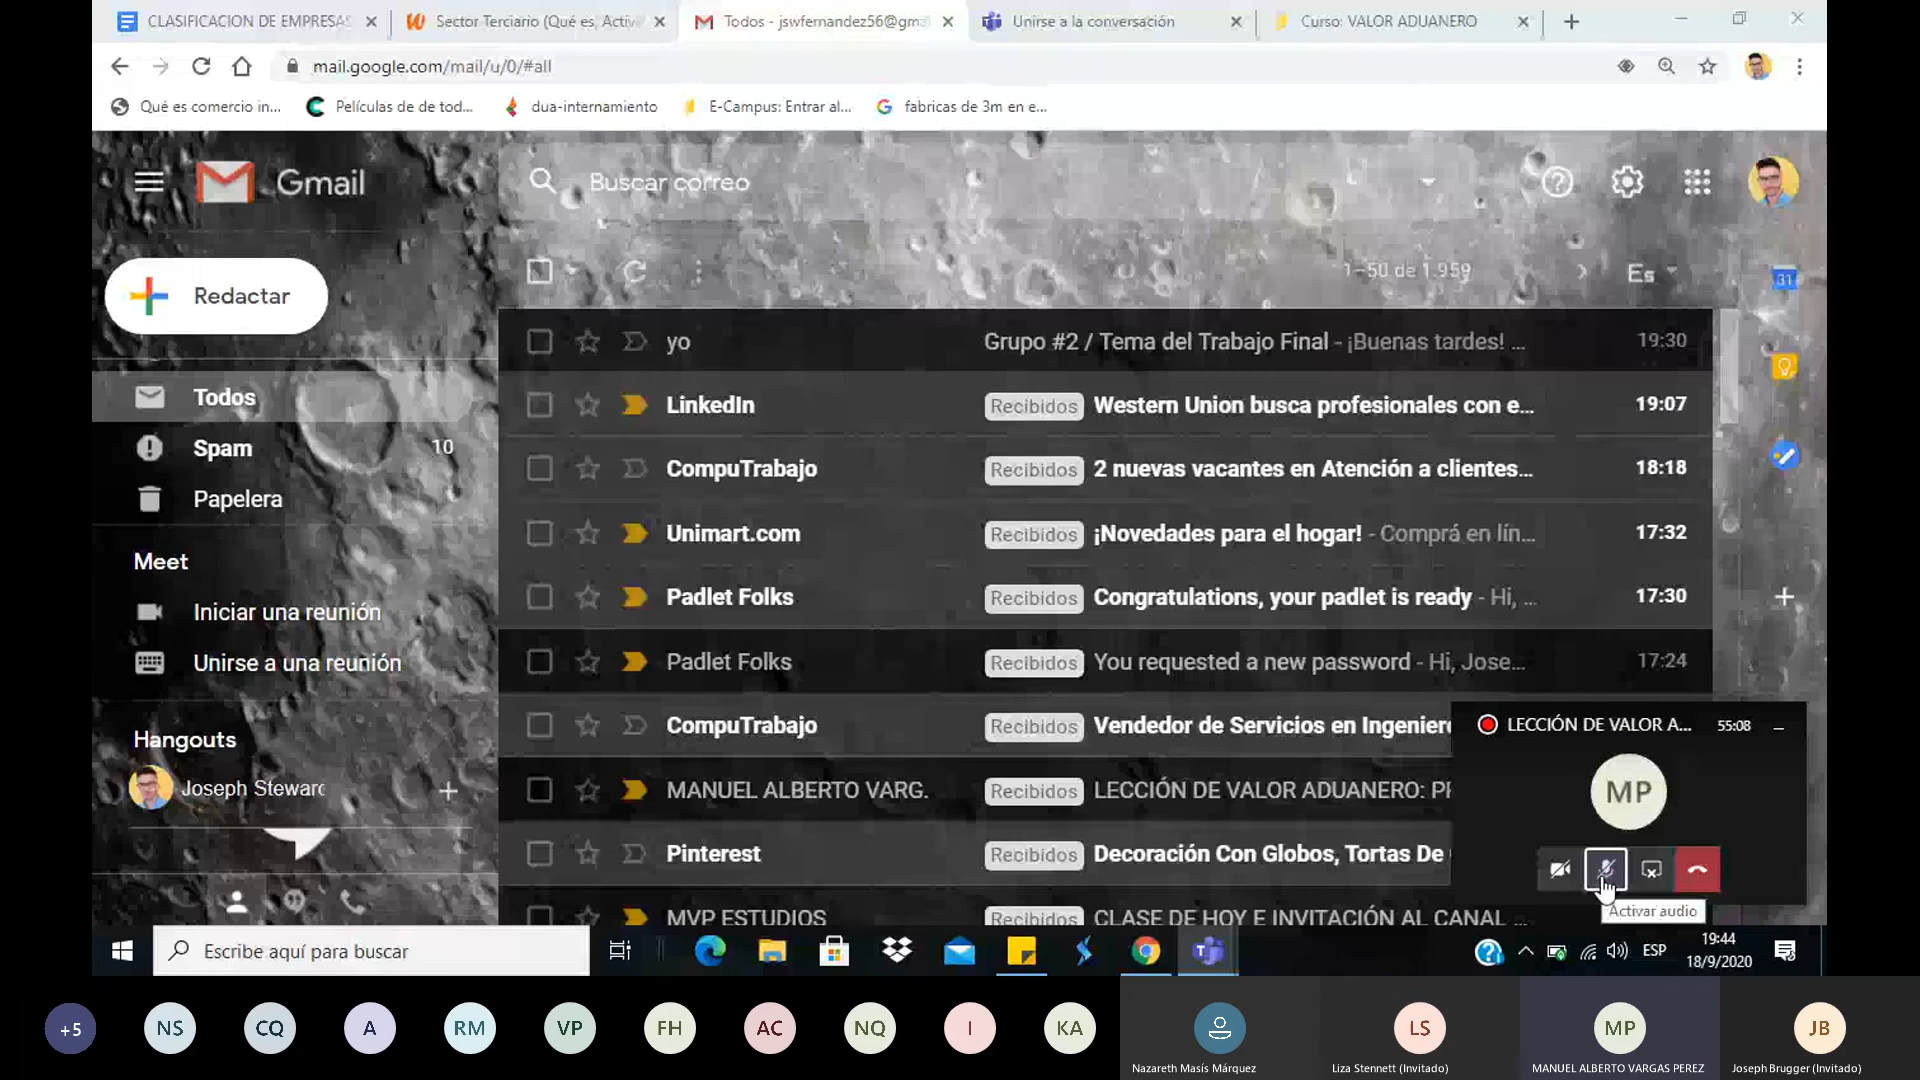 CLASIFICACIÓN DE EMPRESAS
Sector Terciario (Qué es, Activ
Todos - jswfernandez56@gma
Unirse a la conversación
Curso: VALOR ADUANERO
mail.google.com/mail/u/0/#all
Qué es comercio in...
Películas de de tod...
dua-internamiento
E-Campus: Entrar al...
fabricas de 3m en e...
Gmail
Buscar correo
Redactar
1–50 de 1.959
Es
31
Todos
Spam 10
Papelera
Meet
Iniciar una reunión
Unirse a una reunión
Hangouts
Joseph Stewarc
yo Grupo #2 / Tema del Trabajo Final - ¡Buenas tardes! ... 19:30
LinkedIn Recibidos Western Union busca profesionales con e... 19:07
CompuTrabajo Recibidos 2 nuevas vacantes en Atención a clientes... 18:18
Unimart.com Recibidos ¡Novedades para el hogar! - Comprá en lín... 17:32
Padlet Folks Recibidos Congratulations, your padlet is ready - Hi, ... 17:30
Padlet Folks Recibidos You requested a new password - Hi, Jose... 17:24
CompuTrabajo Recibidos Vendedor de Servicios en Ingenier
MANUEL ALBERTO VARG. Recibidos LECCIÓN DE VALOR ADUANERO: PR
Pinterest Recibidos Decoración Con Globos, Tortas De
MVP ESTUDIOS Recibidos CLASE DE HOY E INVITACIÓN AL CANAL ...
LECCIÓN DE VALOR A... 55:08
MP
Activar audio
Escribe aquí para buscar
ESP
19:44
18/9/2020
+5 NS CQ A RM VP FH AC NQ I KA LS MP JB
Nazareth Masís Márquez
Liza Stennett (Invitado)
MANUEL ALBERTO VARGAS PEREZ
Joseph Brugger (Invitado)